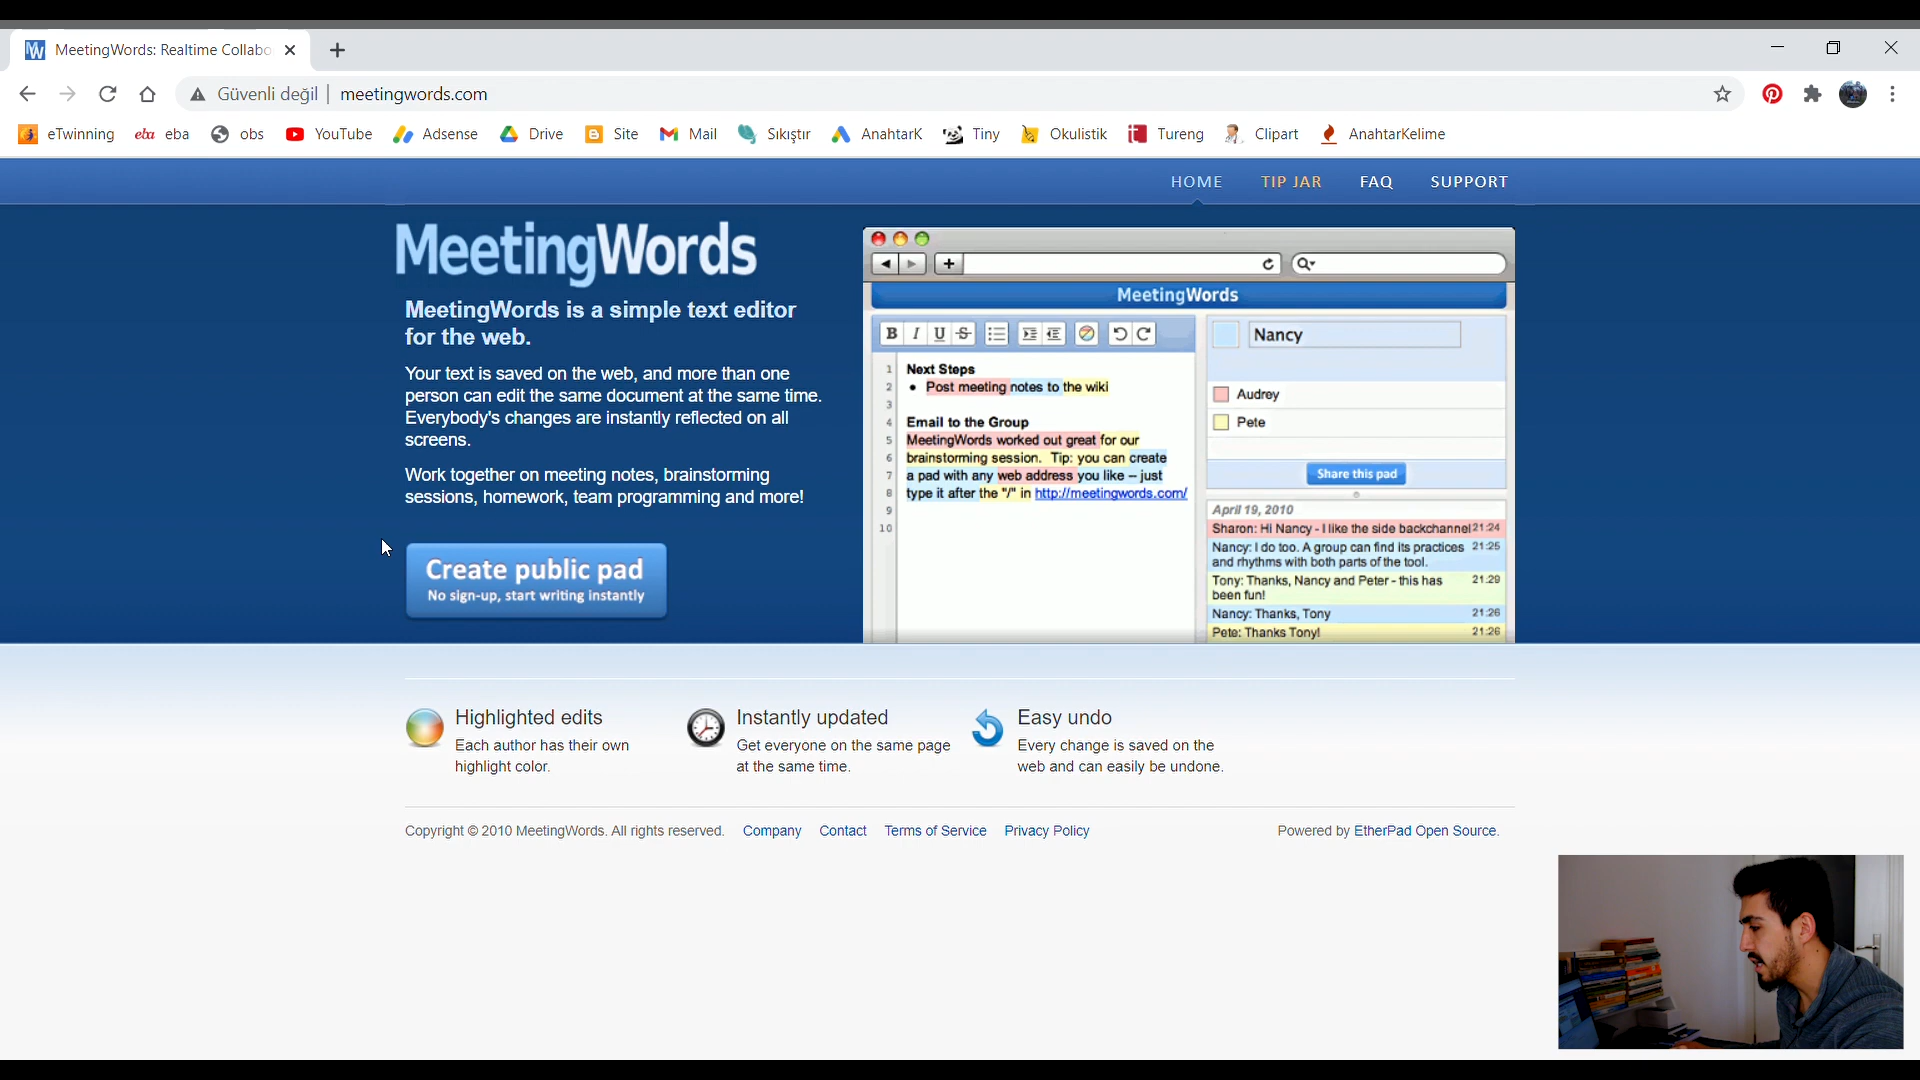 MeetingWords: Realtime Collabo
Güvenli değil | meetingwords.com
eTwinning eba eba obs YouTube Adsense Drive Site Mail Sıkıştır AnahtarK Tiny Okulistik Tureng Clipart AnahtarKelime
HOME TIP JAR FAQ SUPPORT
MeetingWords
MeetingWords is a simple text editor
for the web.
Your text is saved on the web, and more than one
person can edit the same document at the same time.
Everybody's changes are instantly reflected on all
screens.
Work together on meeting notes, brainstorming
sessions, homework, team programming and more!
Create public pad
No sign-up, start writing instantly
MeetingWords
B I U S
1 Next Steps
2 • Post meeting notes to the wiki
3
4 Email to the Group
5 MeetingWords worked out great for our
6 brainstorming session. Tip: you can create
7 a pad with any web address you like – just
8 type it after the "/" in http://meetingwords.com/
9
10
Nancy
Audrey
Pete
Share this pad
April 19, 2010
Sharon: Hi Nancy - I like the side backchannel 21:24
Nancy: I do too. A group can find its practices 21:25
and rhythms with both parts of the tool.
Tony: Thanks, Nancy and Peter - this has 21:29
been fun!
Nancy: Thanks, Tony 21:26
Pete: Thanks Tony! 21:26
Highlighted edits
Each author has their own
highlight color.
Instantly updated
Get everyone on the same page
at the same time.
Easy undo
Every change is saved on the
web and can easily be undone.
Copyright © 2010 MeetingWords. All rights reserved. Company Contact Terms of Service Privacy Policy
Powered by EtherPad Open Source.